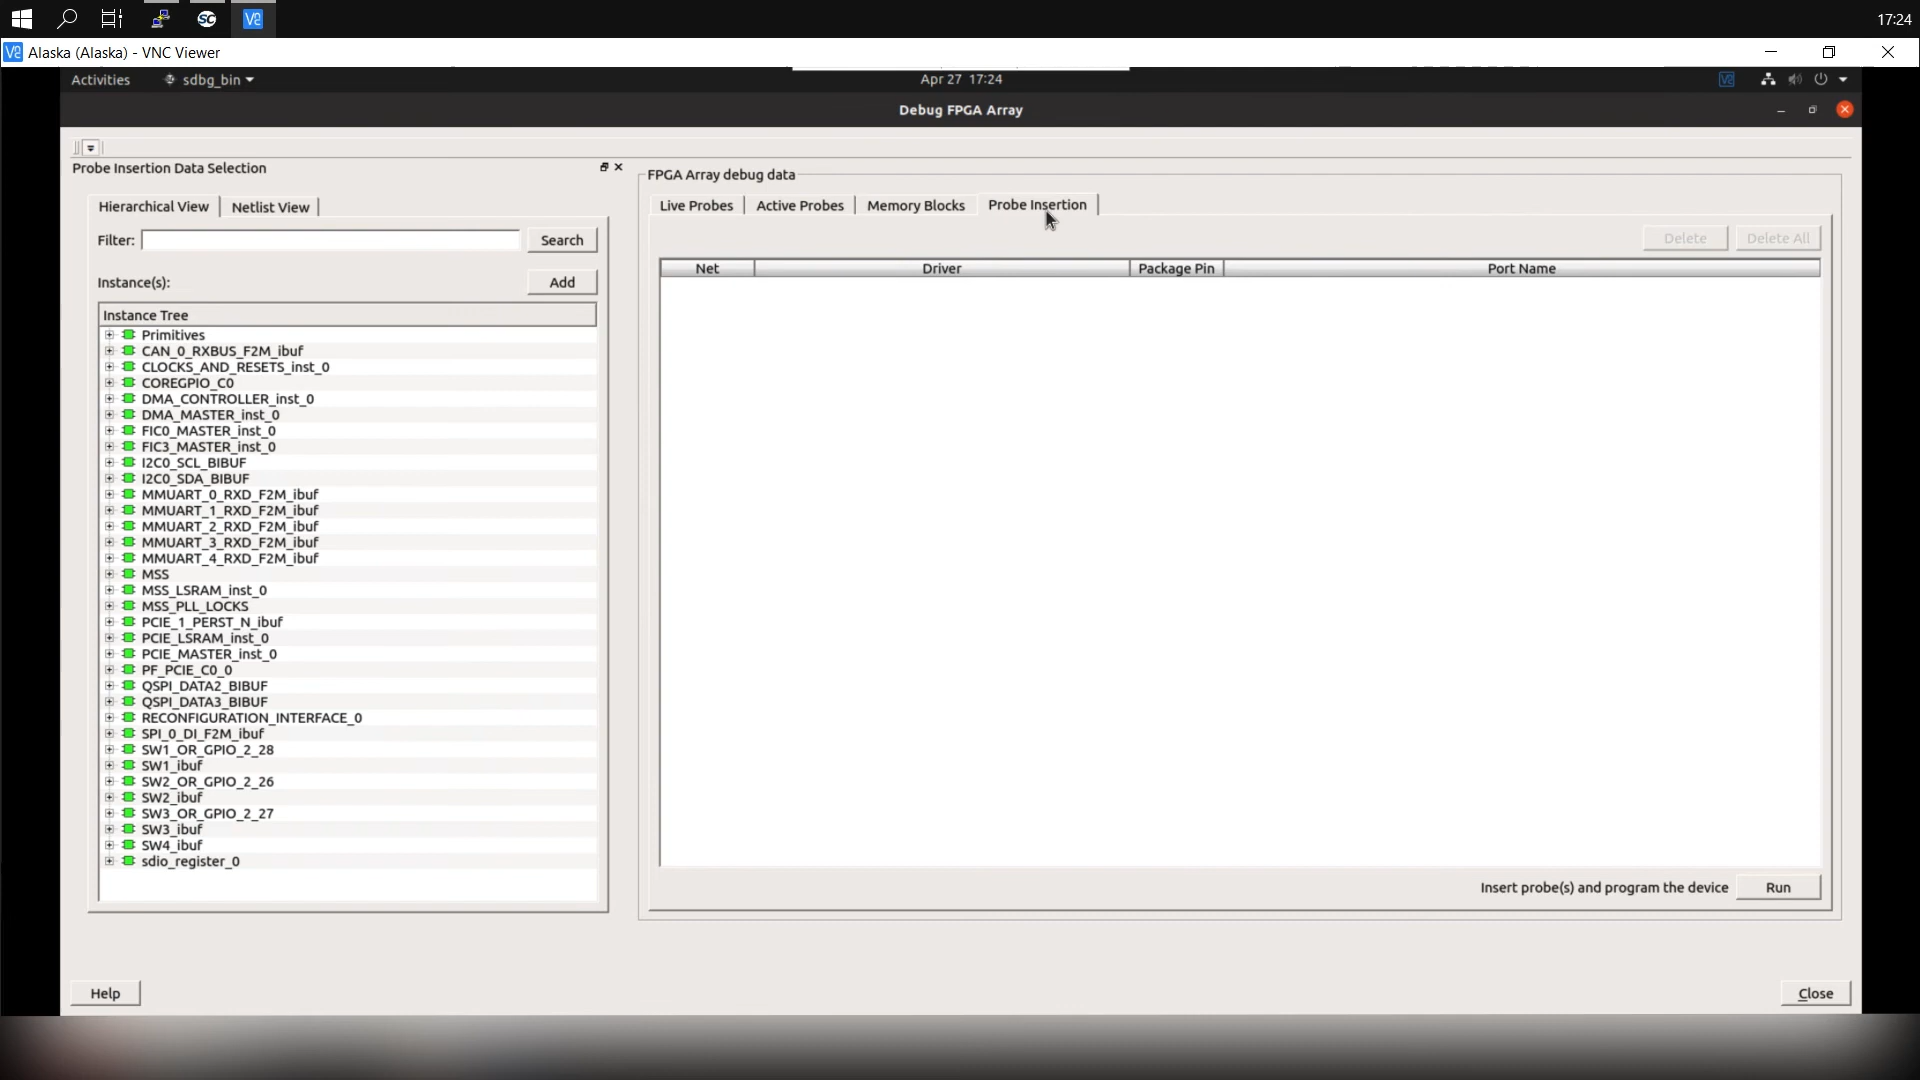 17:24
Alaska (Alaska) - VNC Viewer
Activities
sdbg_bin
Apr 27 17:24
Debug FPGA Array
Probe Insertion Data Selection
Hierarchical View
Netlist View
Filter:
Search
Instance(s):
Add
Instance Tree
Primitives
CAN_0_RXBUS_F2M_ibuf
CLOCKS_AND_RESETS_inst_0
COREGPIO_C0
DMA_CONTROLLER_inst_0
DMA_MASTER_inst_0
FIC0_MASTER_inst_0
FIC3_MASTER_inst_0
I2C0_SCL_BIBUF
I2C0_SDA_BIBUF
MMUART_0_RXD_F2M_ibuf
MMUART_1_RXD_F2M_ibuf
MMUART_2_RXD_F2M_ibuf
MMUART_3_RXD_F2M_ibuf
MMUART_4_RXD_F2M_ibuf
MSS
MSS_LSRAM_inst_0
MSS_PLL_LOCKS
PCIE_1_PERST_N_ibuf
PCIE_LSRAM_inst_0
PCIE_MASTER_inst_0
PF_PCIE_C0_0
QSPI_DATA2_BIBUF
QSPI_DATA3_BIBUF
RECONFIGURATION_INTERFACE_0
SPI_0_DI_F2M_ibuf
SW1_OR_GPIO_2_28
SW1_ibuf
SW2_OR_GPIO_2_26
SW2_ibuf
SW3_OR_GPIO_2_27
SW3_ibuf
SW4_ibuf
sdio_register_0
FPGA Array debug data
Live Probes
Active Probes
Memory Blocks
Probe Insertion
Delete
Delete All
Net
Driver
Package Pin
Port Name
Insert probe(s) and program the device
Run
Help
Close